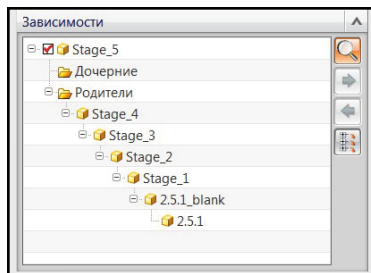 Зависимости
Stage_5
Дочерние
Родители
Stage_4
Stage_3
Stage_2
Stage_1
2.5.1_blank
2.5.1